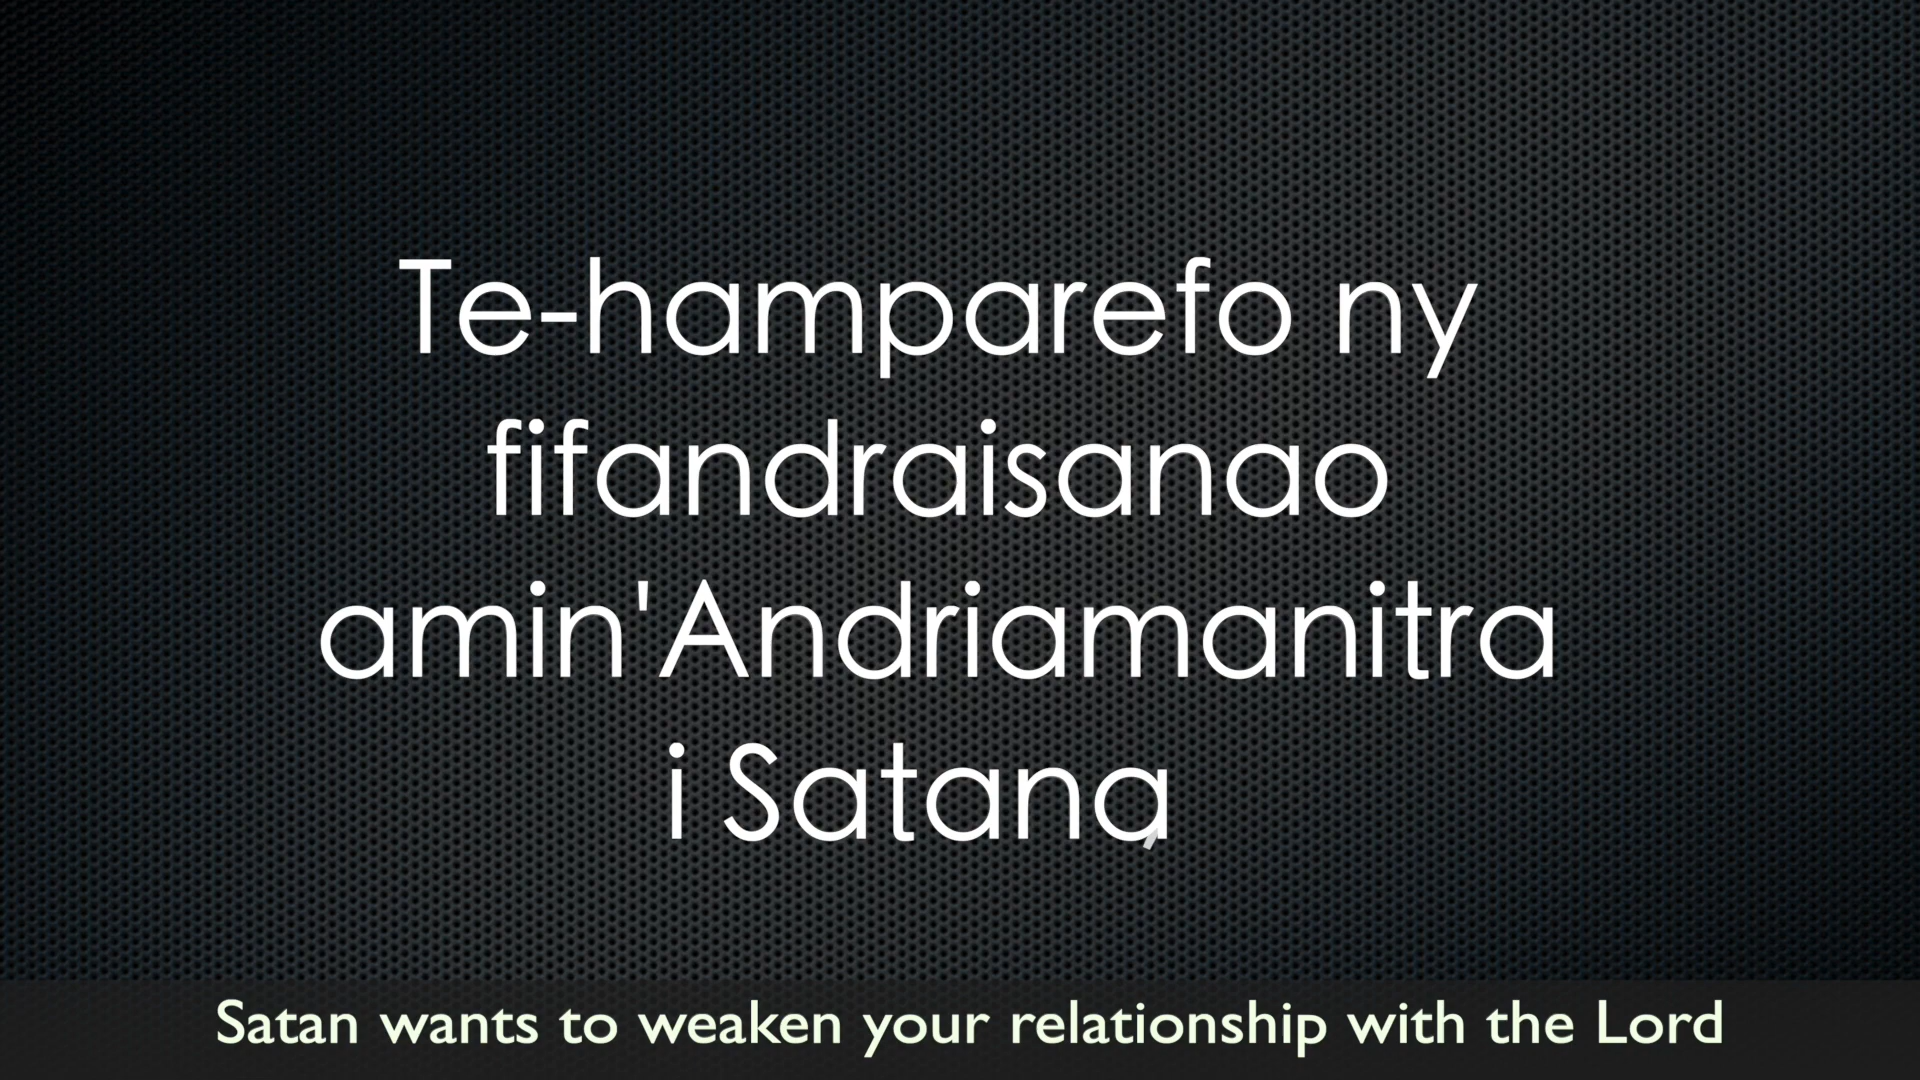 Te-hamparefo ny
fifandraisanao
amin'Andriamanitra
i Satana
Satan wants to weaken your relationship with the Lord